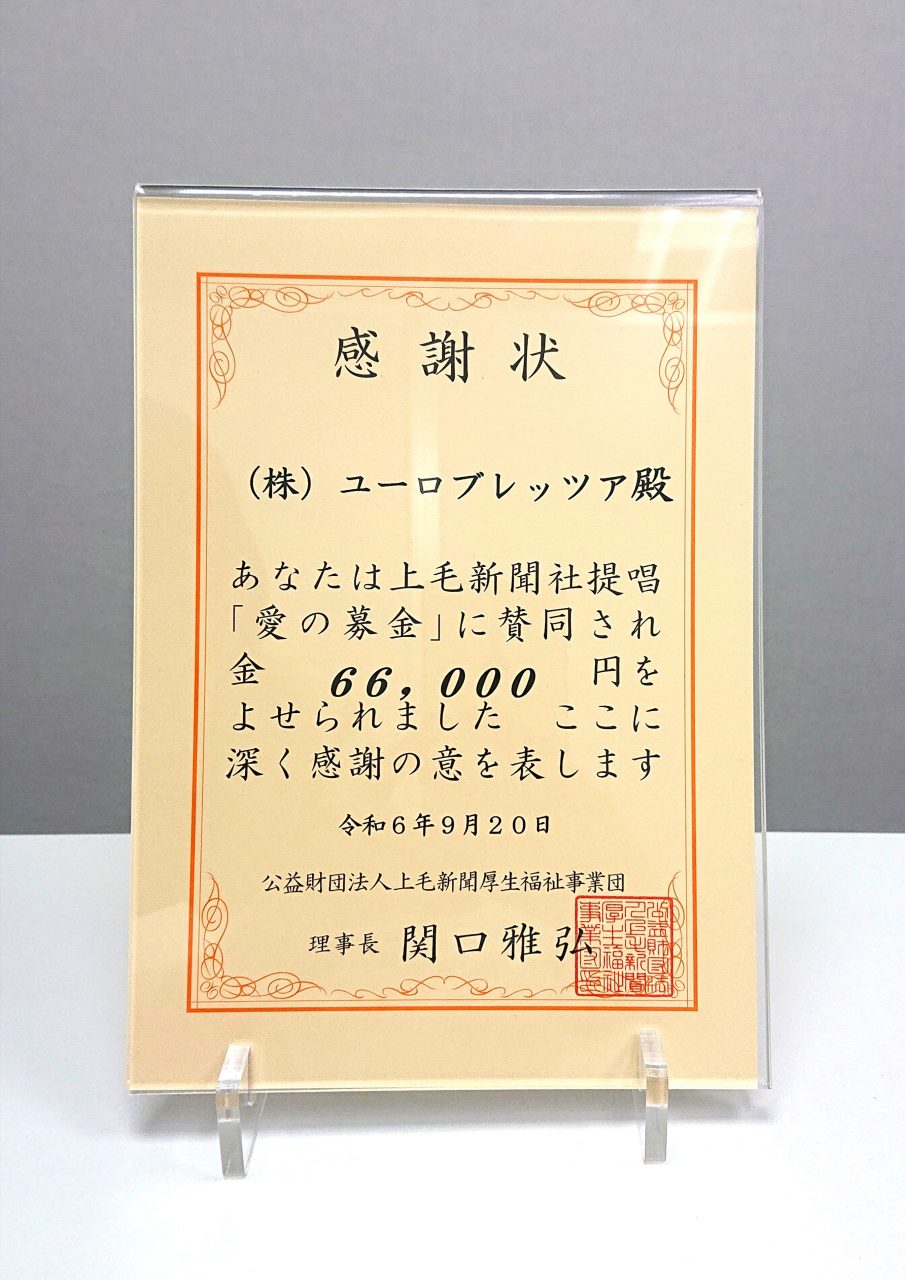 感謝状
（株）ユーロブレッツア殿
あなたは上毛新聞社提唱
「愛の募金」に賛同され
金 66,000 円を
よせられました ここに
深く感謝の意を表します
令和６年９月２０日
公益財団法人上毛新聞厚生福祉事業団
理事長 関口雅弘